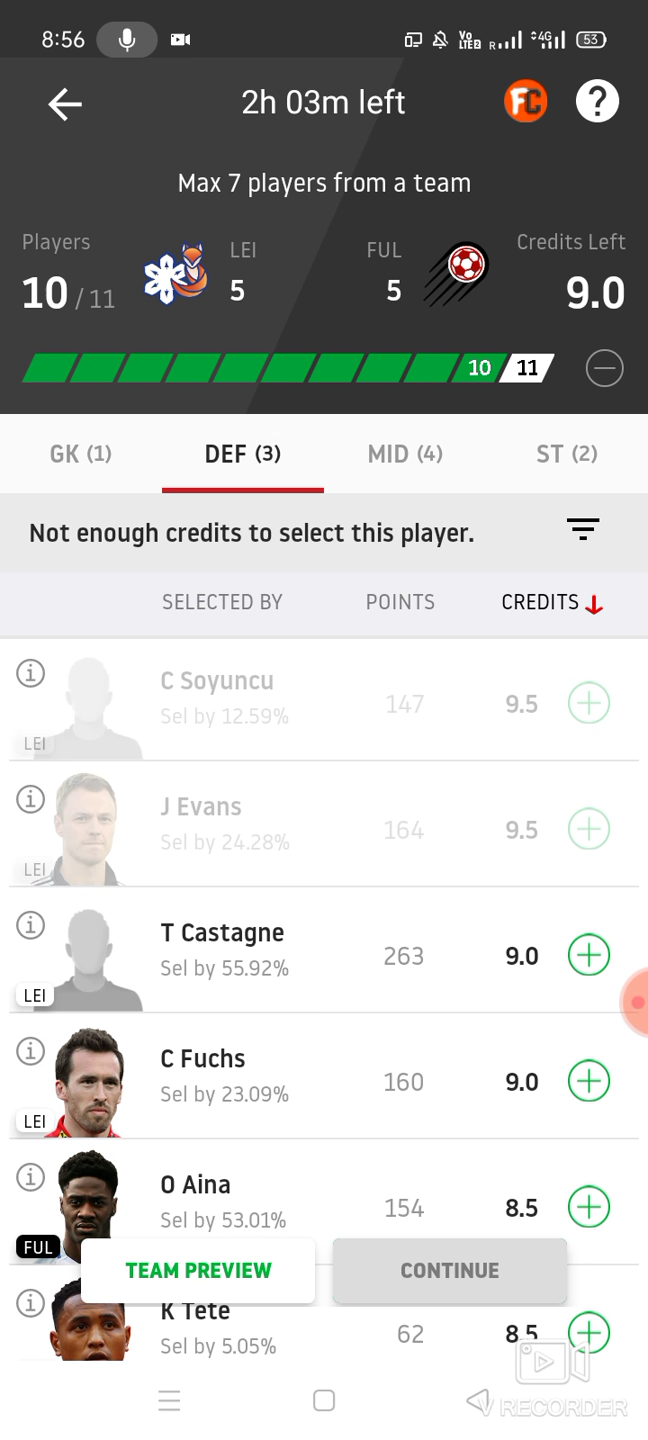 8:56 Vo LTE2 R 4G 53
2h 03m left FC ?
Max 7 players from a team
Players LEI FUL Credits Left
10 / 11 5 5 9.0
10 11
GK (1) DEF (3) MID (4) ST (2)
Not enough credits to select this player.
SELECTED BY POINTS CREDITS
C Soyuncu
Sel by 12.59% 147 9.5
LEI
J Evans
Sel by 24.28% 164 9.5
LEI
T Castagne
Sel by 55.92% 263 9.0
LEI
C Fuchs
Sel by 23.09% 160 9.0
LEI
O Aina
Sel by 53.01% 154 8.5
FUL
TEAM PREVIEW CONTINUE
K Tete
Sel by 5.05% 62 8.5
V RECORDER